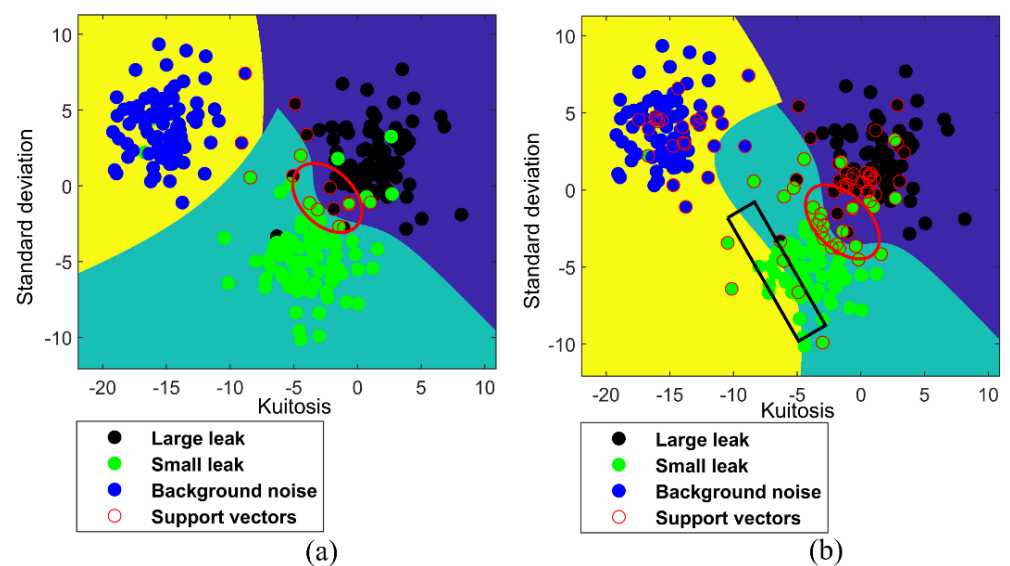 10
5
0
-5
-10
Standard deviation
-20 -15 -10 -5 0 5 10
Kuitosis
Large leak
Small leak
Background noise
Support vectors
(a)
10
5
0
-5
-10
Standard deviation
-20 -15 -10 -5 0 5 10
Kuitosis
Large leak
Small leak
Background noise
Support vectors
(b)